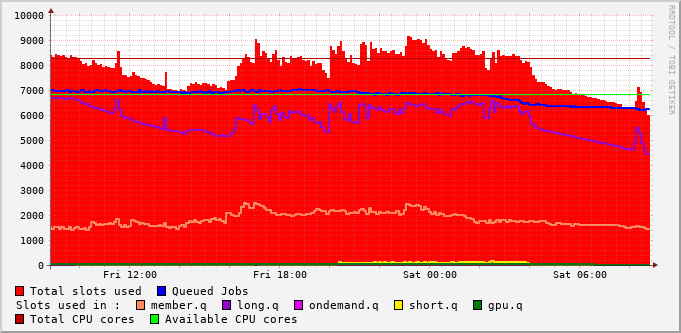 10000
9000
8000
7000
6000
5000
4000
3000
2000
1000
0
Fri 12:00 Fri 18:00 Sat 00:00 Sat 06:00
RRDTOOL / TOBI OETIKER
Total slots used Queued Jobs
Slots used in : member.q long.q ondemand.q short.q gpu.q
Total CPU cores Available CPU cores